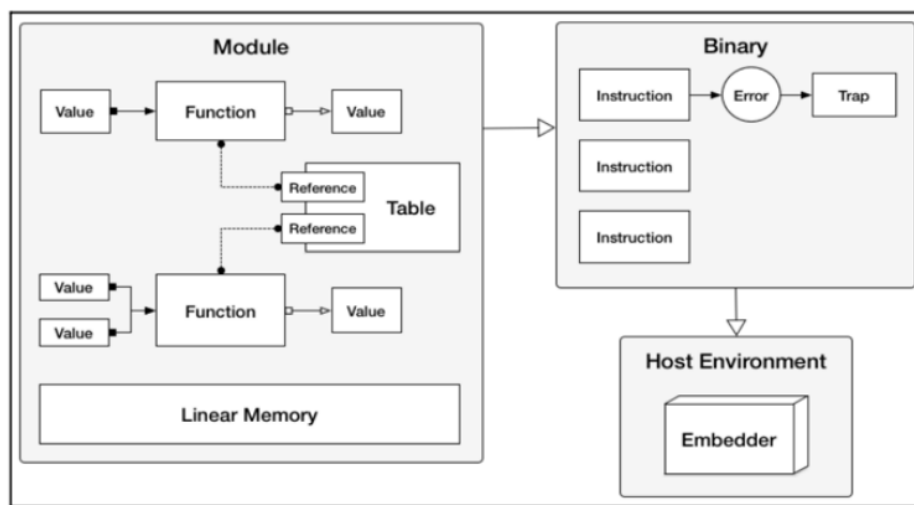 Module
Value
Function
Value
Reference
Table
Reference
Value
Value
Function
Value
Linear Memory
Binary
Instruction
Error
Trap
Instruction
Instruction
Host Environment
Embedder